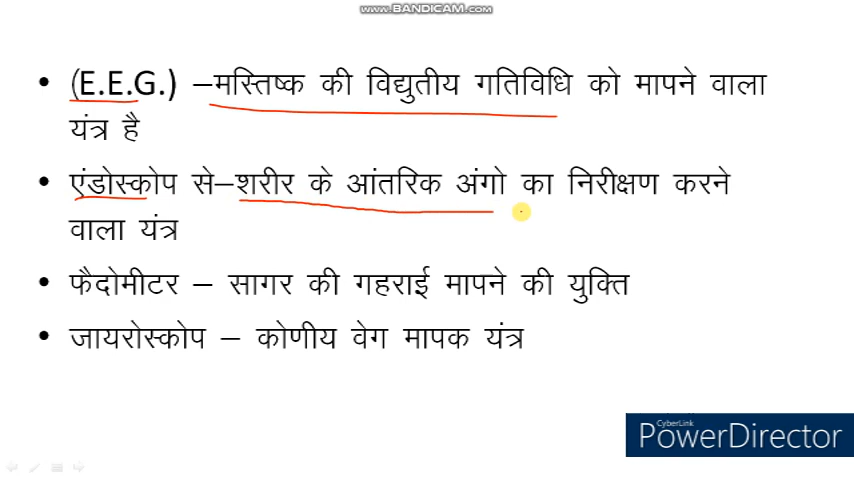 www.BANDICAM.com
• (E.E.G.) –मस्तिष्क की विद्युतीय गतिविधि को मापने वाला
यंत्र है
• एंडोस्कोप से–शरीर के आंतरिक अंगो का निरीक्षण करने
वाला यंत्र
• फैदोमीटर – सागर की गहराई मापने की युक्ति
• जायरोस्कोप – कोणीय वेग मापक यंत्र
CyberLink
PowerDirector